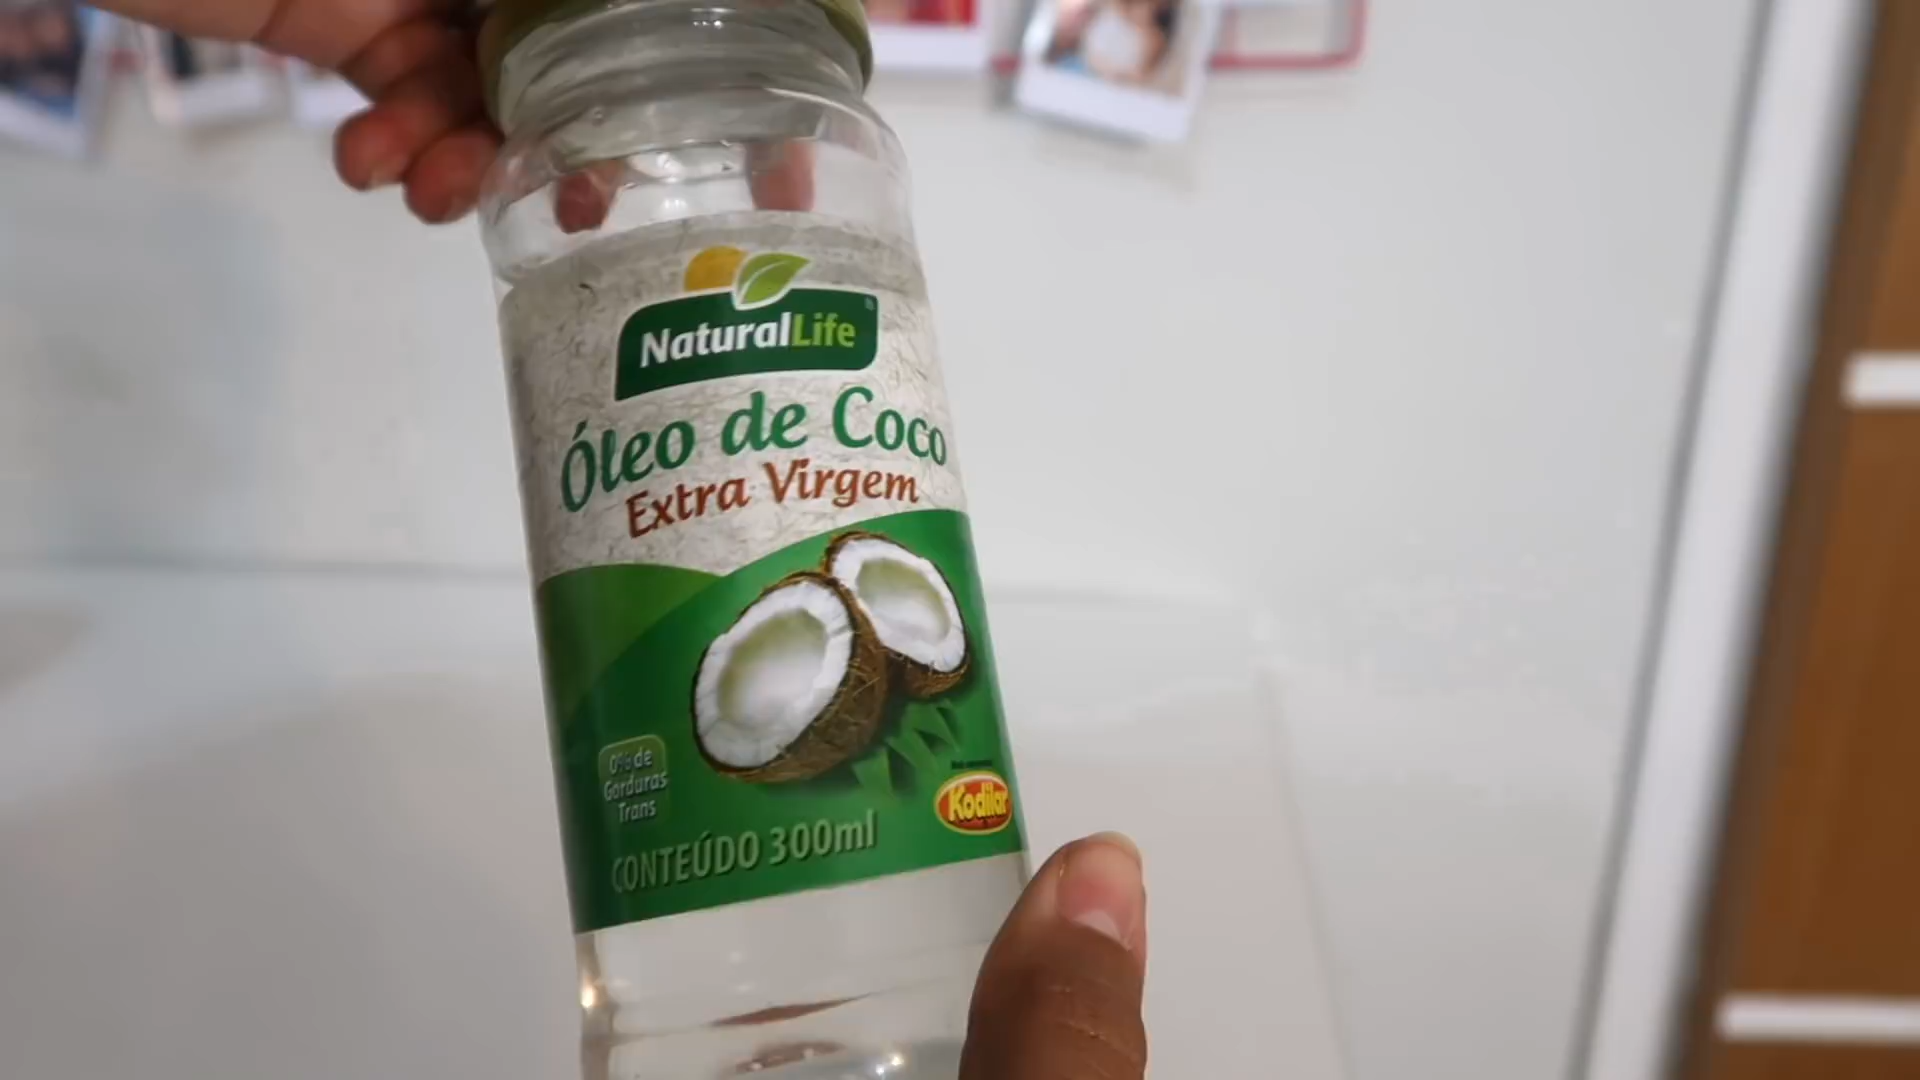 NaturalLife
Óleo de Coco
Extra Virgem
0% de
Gorduras
Trans
Kodilar
CONTEÚDO 300ml